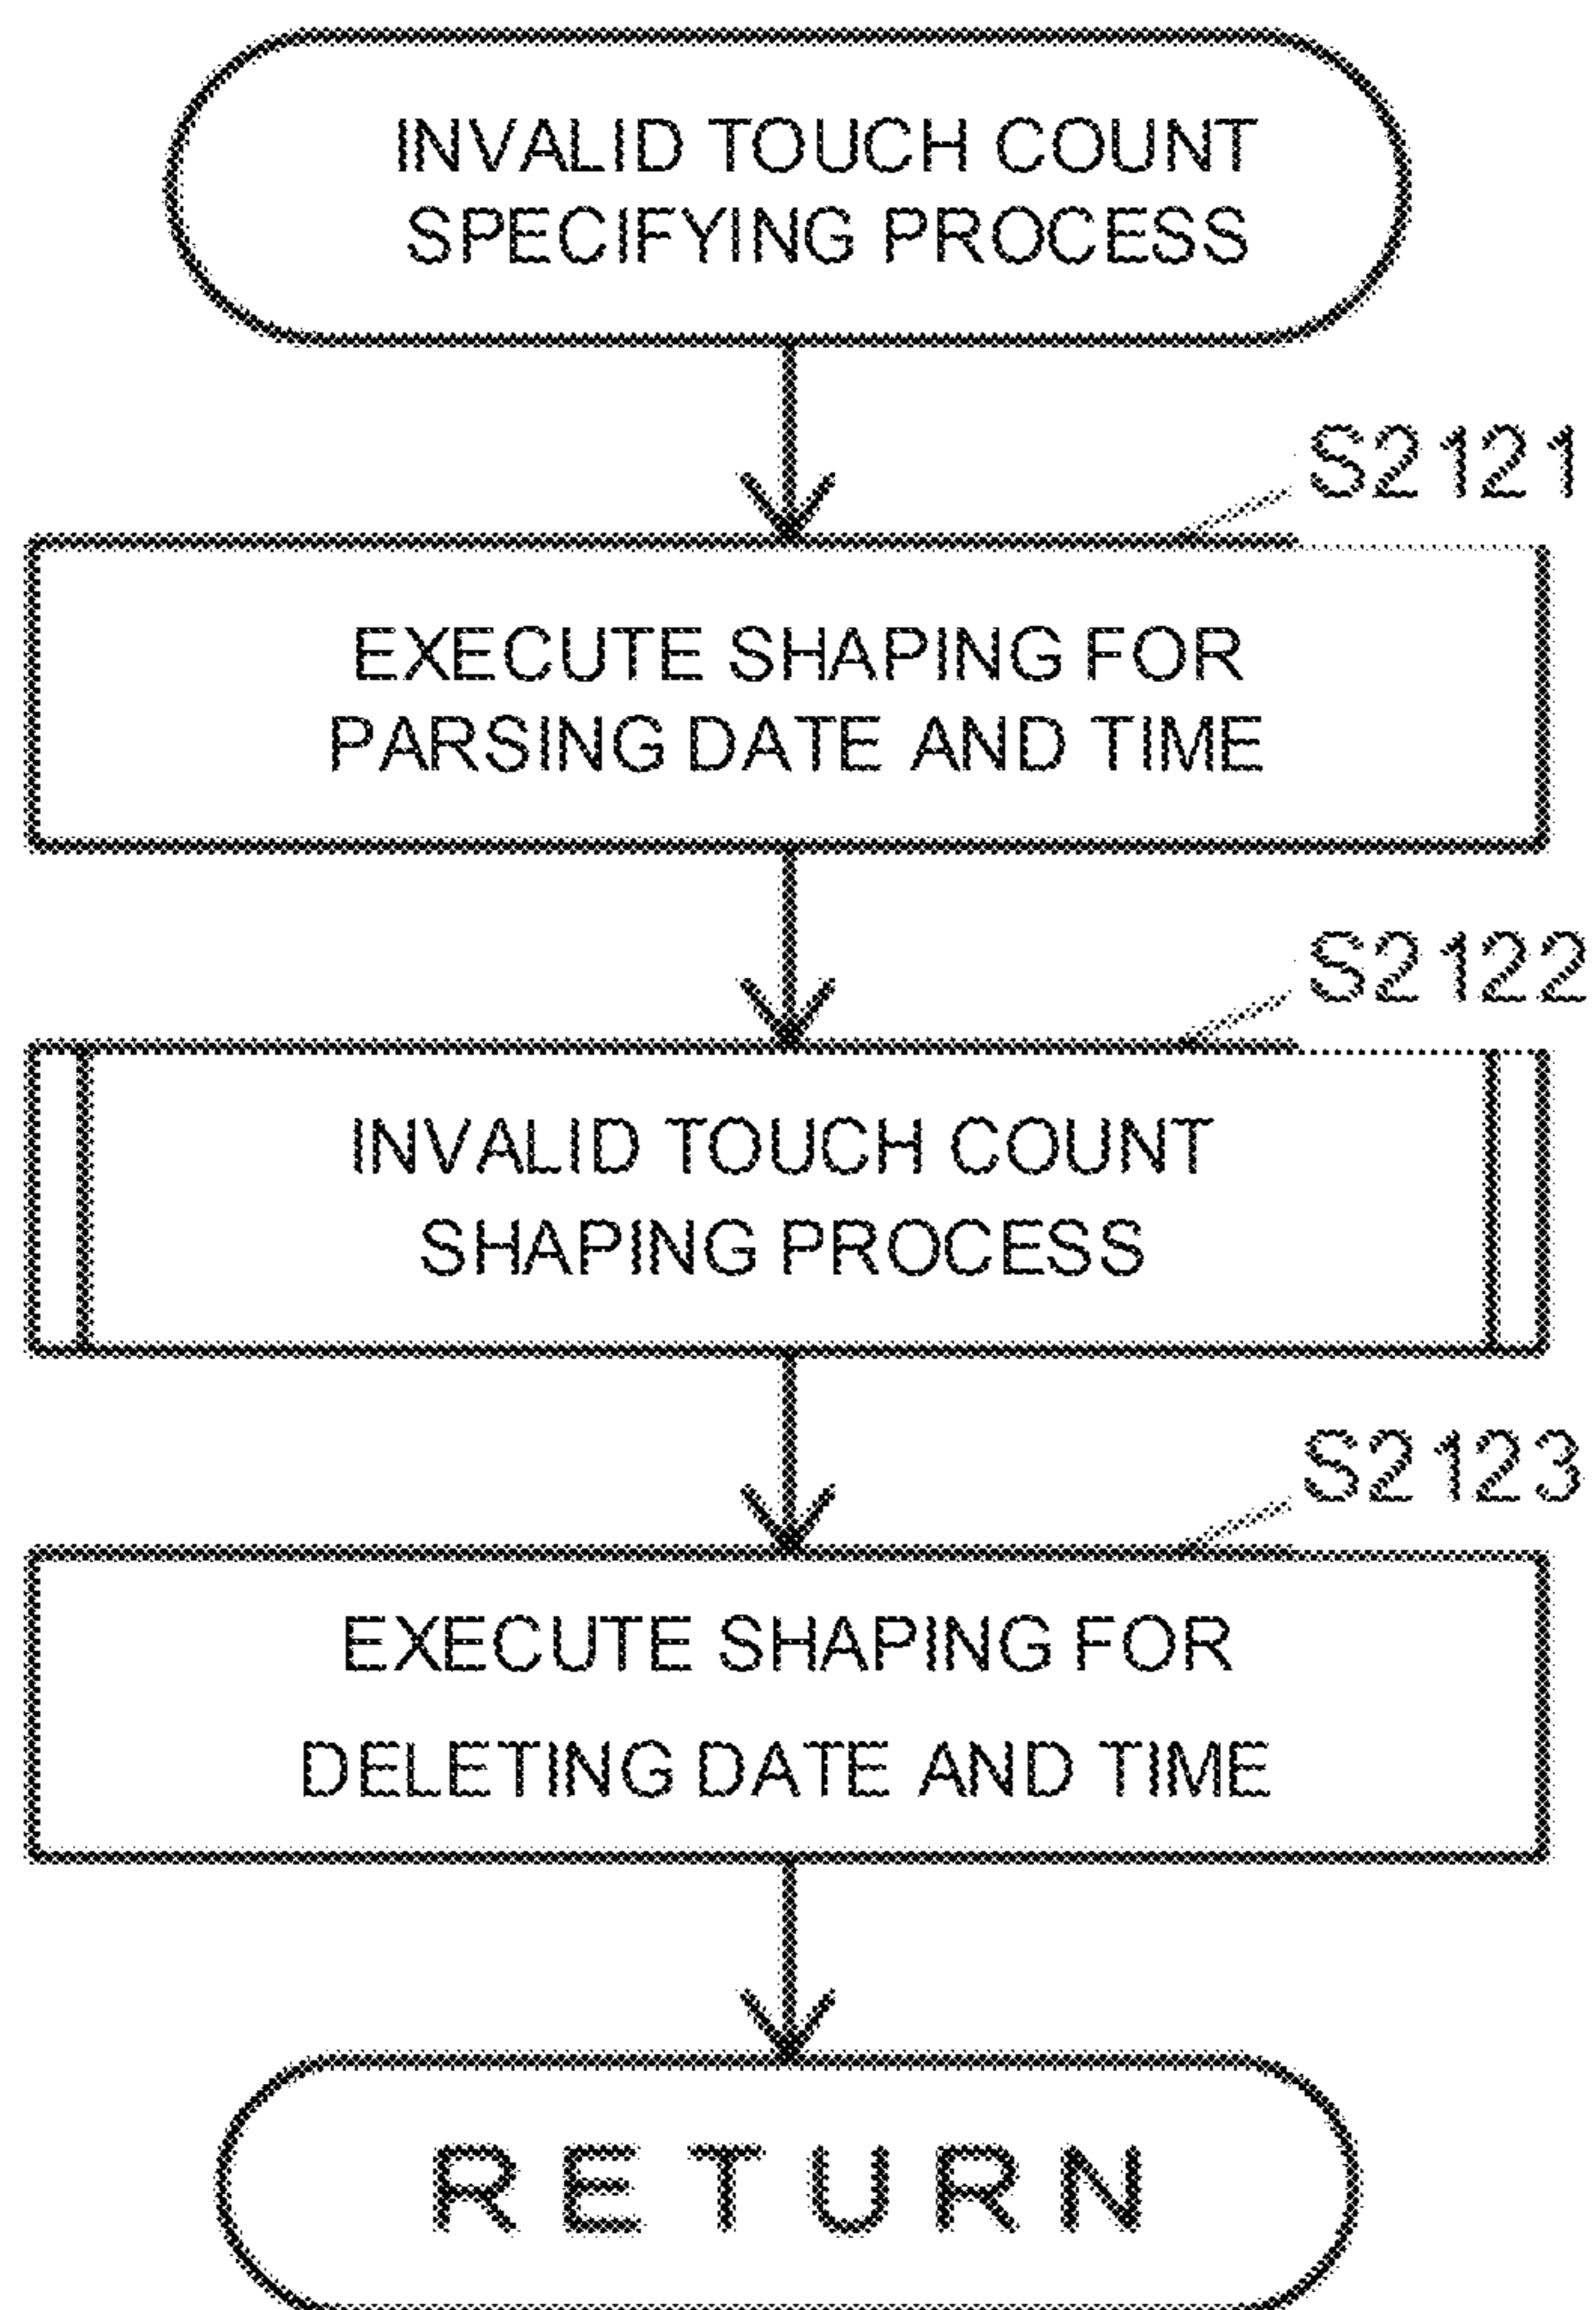 INVALID TOUCH COUNT
SPECIFYING PROCESS
S2121
EXECUTE SHAPING FOR
PARSING DATE AND TIME
S2122
INVALID TOUCH COUNT
SHAPING PROCESS
S2123
EXECUTE SHAPING FOR
DELETING DATE AND TIME
RETURN